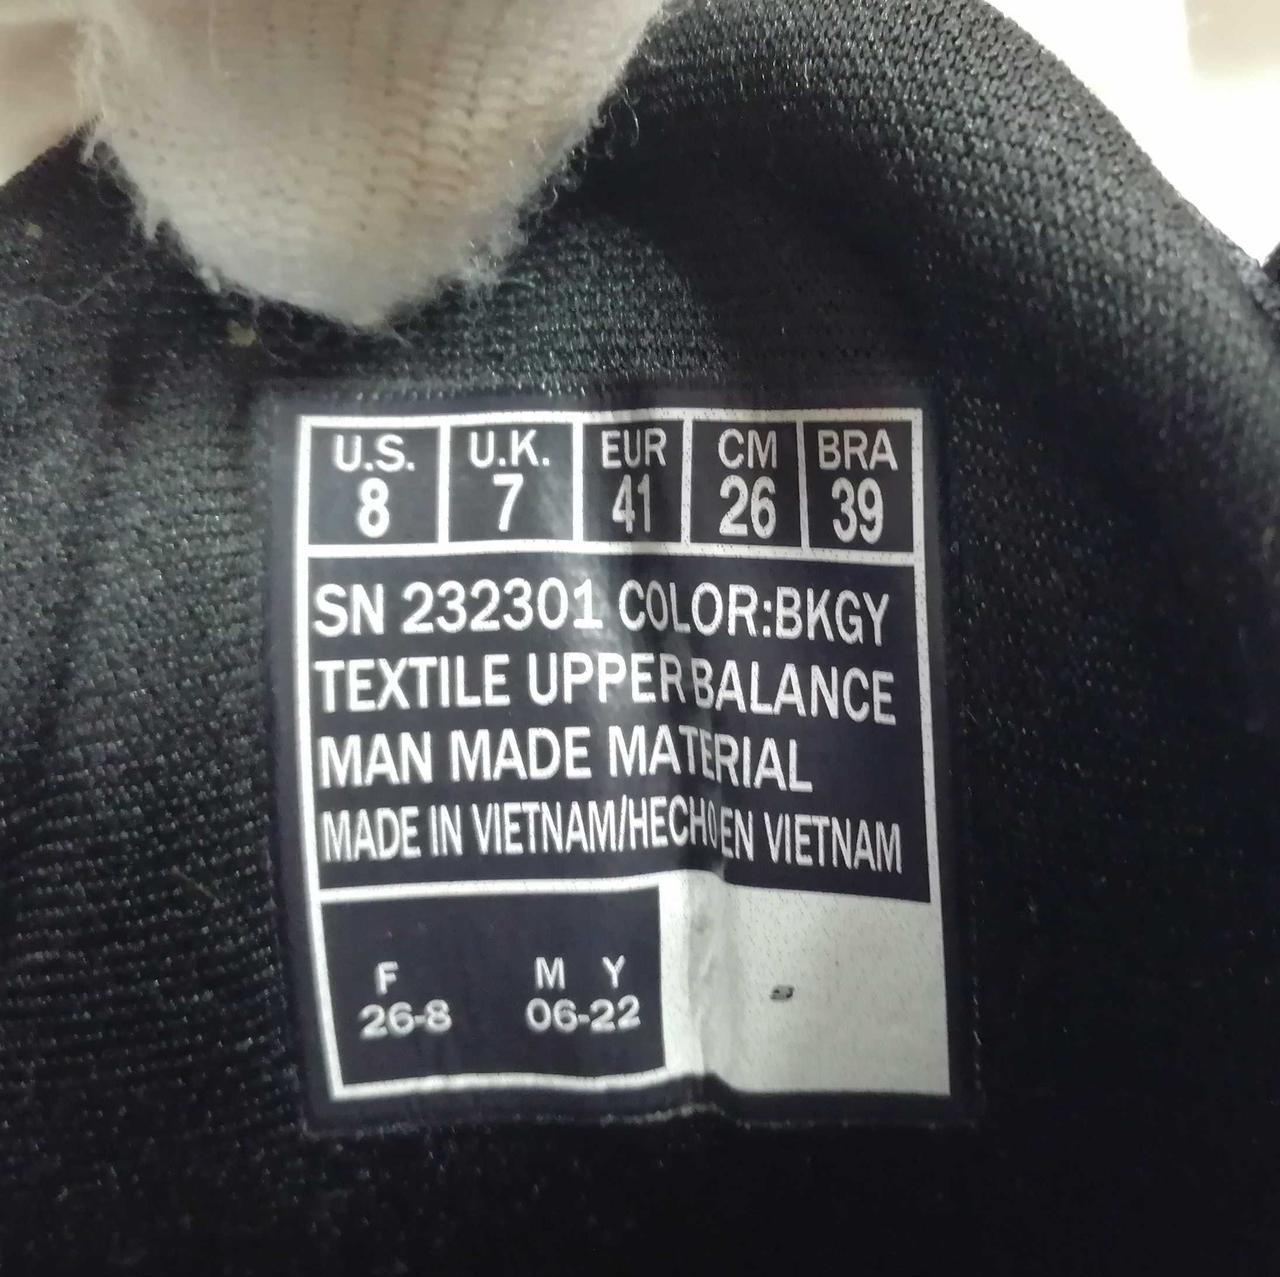 U.S. U.K. EUR CM BRA
8 7 41 26 39
SN 232301 COLOR:BKGY
TEXTILE UPPER BALANCE
MAN MADE MATERIAL
MADE IN VIETNAM/HECHO EN VIETNAM
F M Y
26-8 06-22